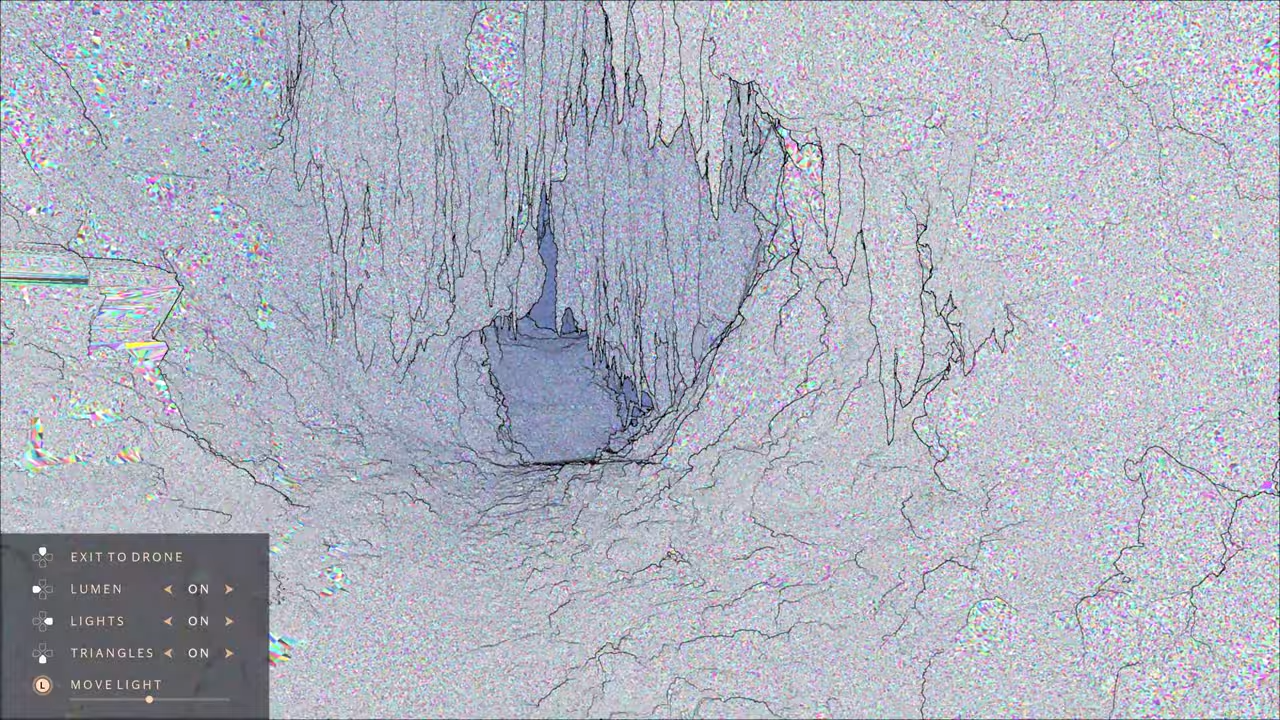 EXIT TO DRONE
LUMEN ON
LIGHTS ON
TRIANGLES ON
L MOVE LIGHT